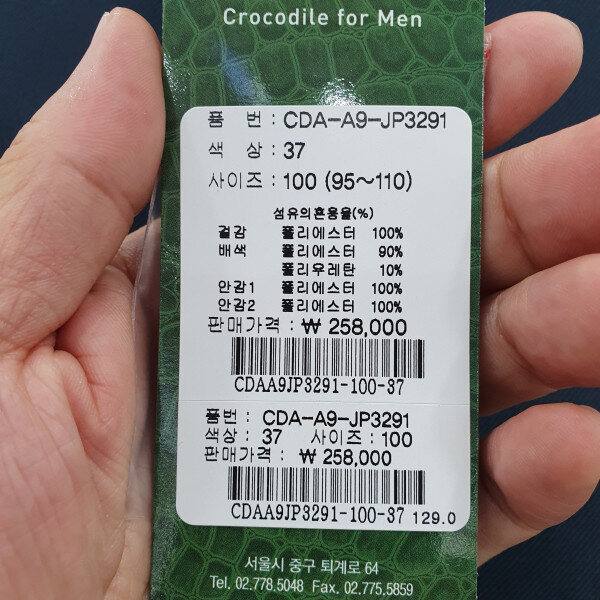 Crocodile for Men
품 번 : CDA-A9-JP3291
색 상 : 37
사이즈 : 100 (95~110)
섬유의혼용율(%)
겉감 폴리에스터 100%
배색 폴리에스터 90%
폴리우레탄 10%
안감1 폴리에스터 100%
안감2 폴리에스터 100%
판매가격 : ₩ 258,000
CDAA9JP3291-100-37
품번 : CDA-A9-JP3291
색상 : 37 사이즈 : 100
판매가격 : ₩ 258,000
CDAA9JP3291-100-37 129.0
서울시 중구 퇴계로 64
Tel. 02.778.5048 Fax. 02.775.5859